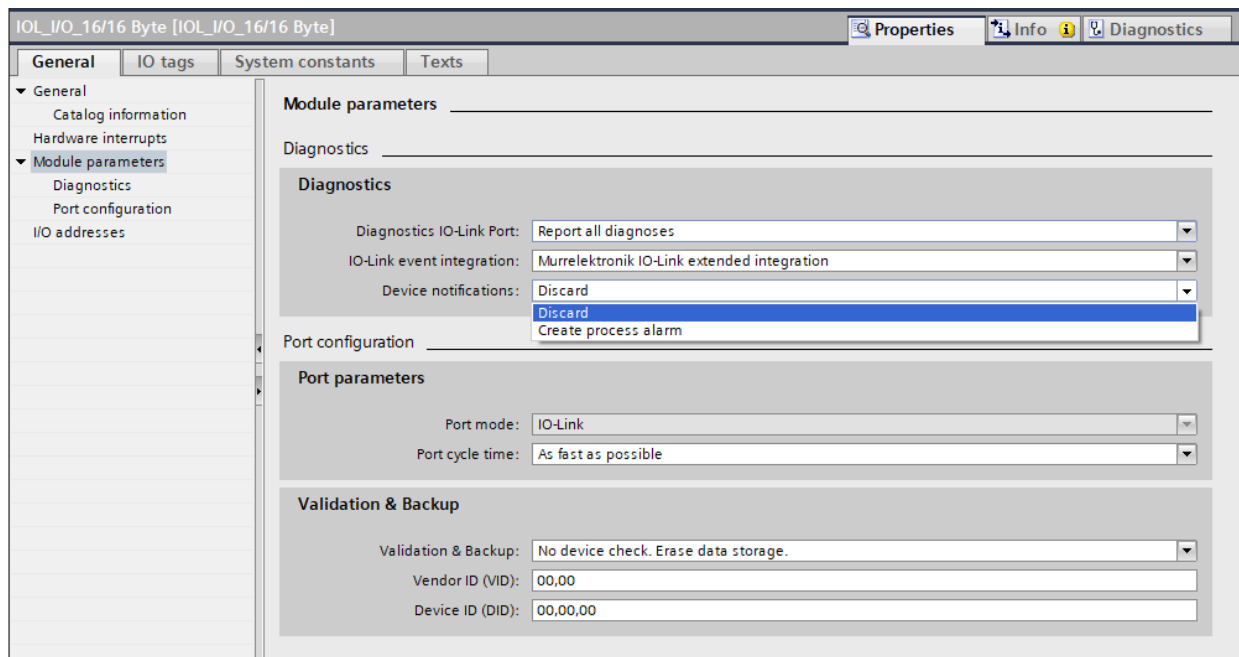 IOL_I/O_16/16 Byte [IOL_I/O_16/16 Byte]
Properties Info Diagnostics
General IO tags System constants Texts
General
Catalog information
Hardware interrupts
Module parameters
Diagnostics
Port configuration
I/O addresses
Module parameters
Diagnostics
Diagnostics
Diagnostics IO-Link Port: Report all diagnoses
IO-Link event integration: Murrelektronik IO-Link extended integration
Device notifications: Discard
Discard
Create process alarm
Port configuration
Port parameters
Port mode: IO-Link
Port cycle time: As fast as possible
Validation & Backup
Validation & Backup: No device check. Erase data storage.
Vendor ID (VID): 00,00
Device ID (DID): 00,00,00